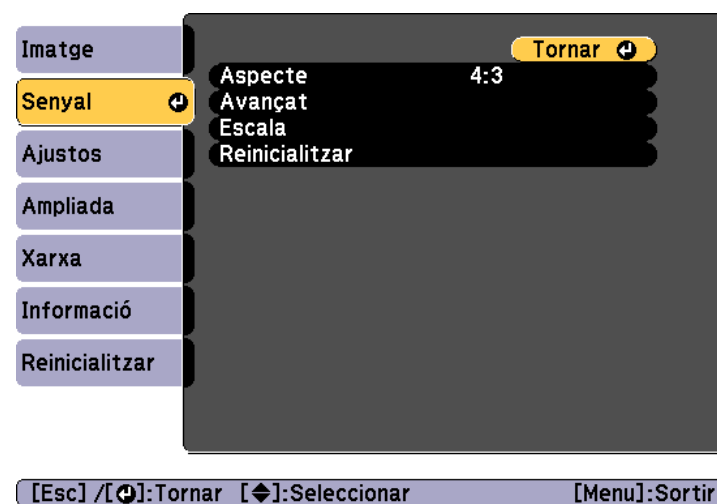 Imatge
Senyal
Ajustos
Ampliada
Xarxa
Informació
Reinicialitzar
Tornar
Aspecte 4:3
Avançat
Escala
Reinicialitzar
[Esc] /[ ]:Tornar [ ]:Seleccionar [Menu]:Sortir